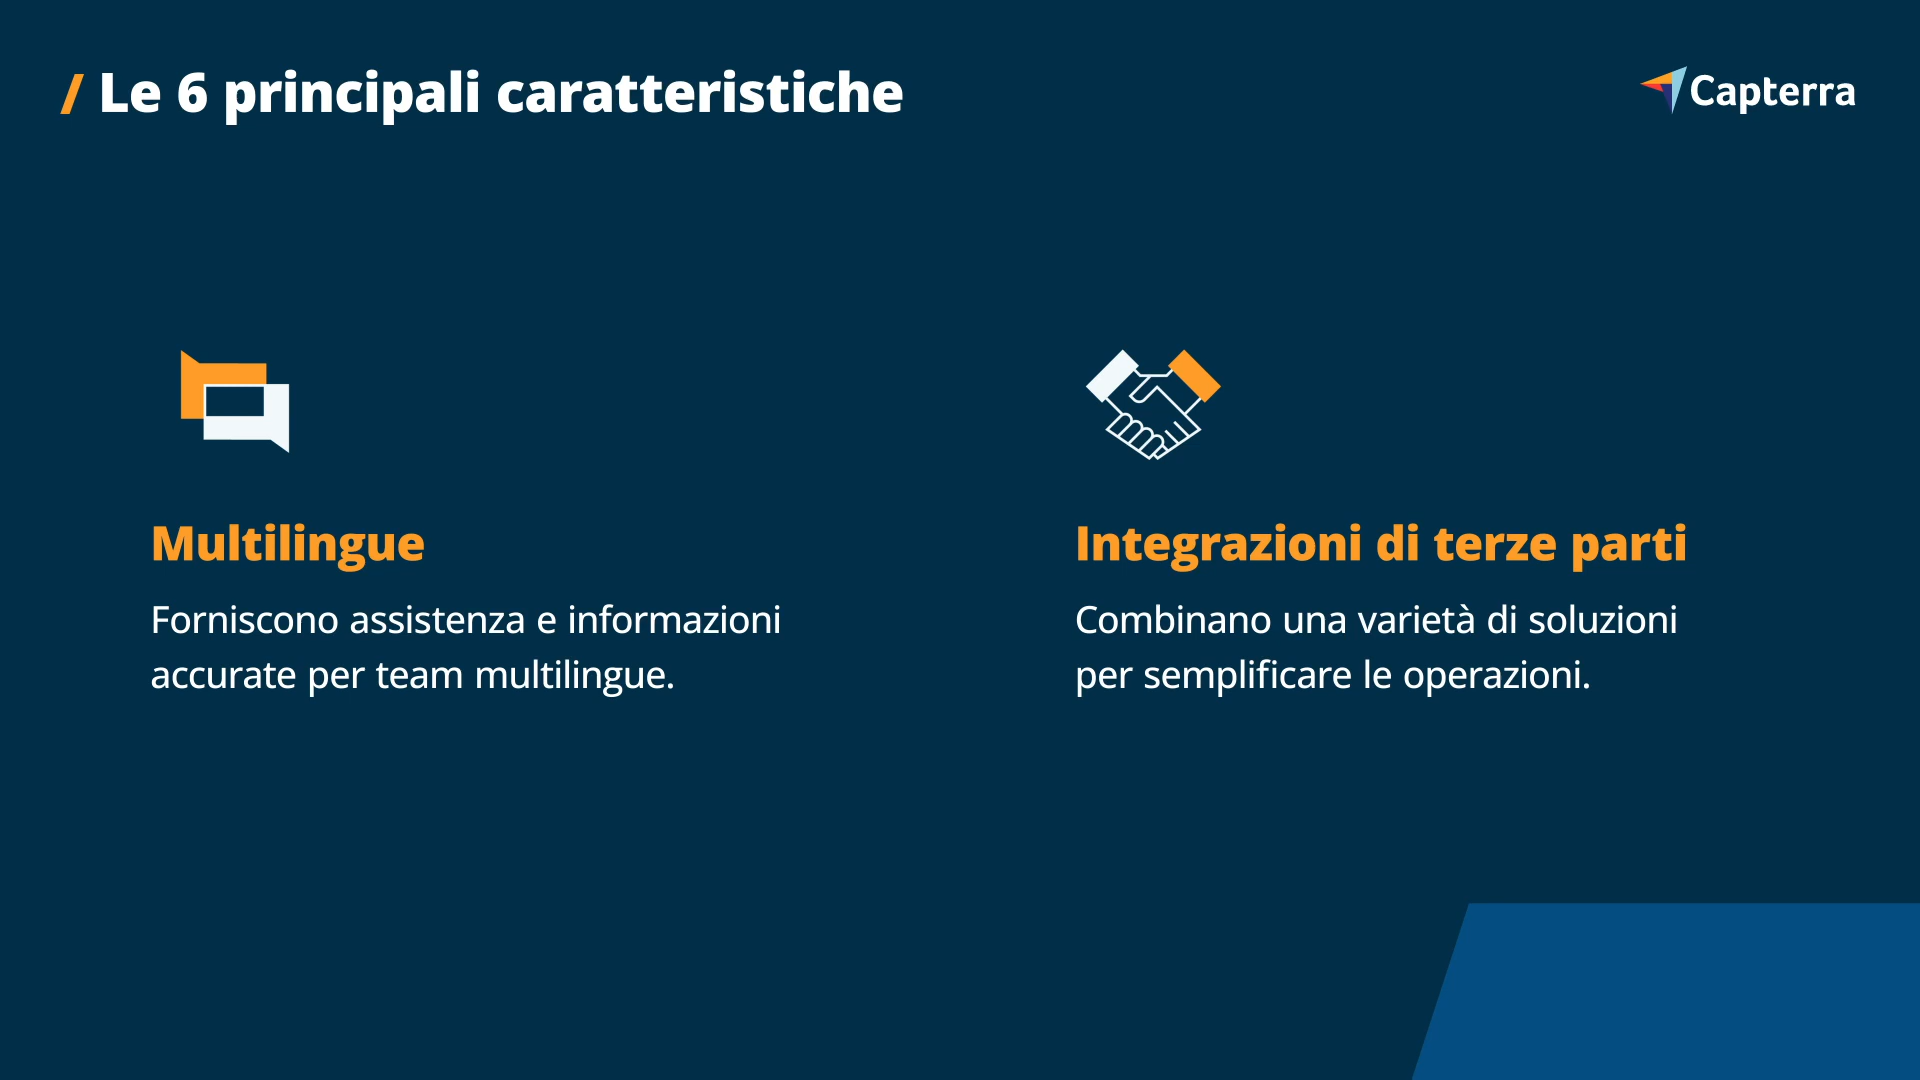 / Le 6 principali caratteristiche
Capterra
Multilingue
Forniscono assistenza e informazioni
accurate per team multilingue.
Integrazioni di terze parti
Combinano una varietà di soluzioni
per semplificare le operazioni.